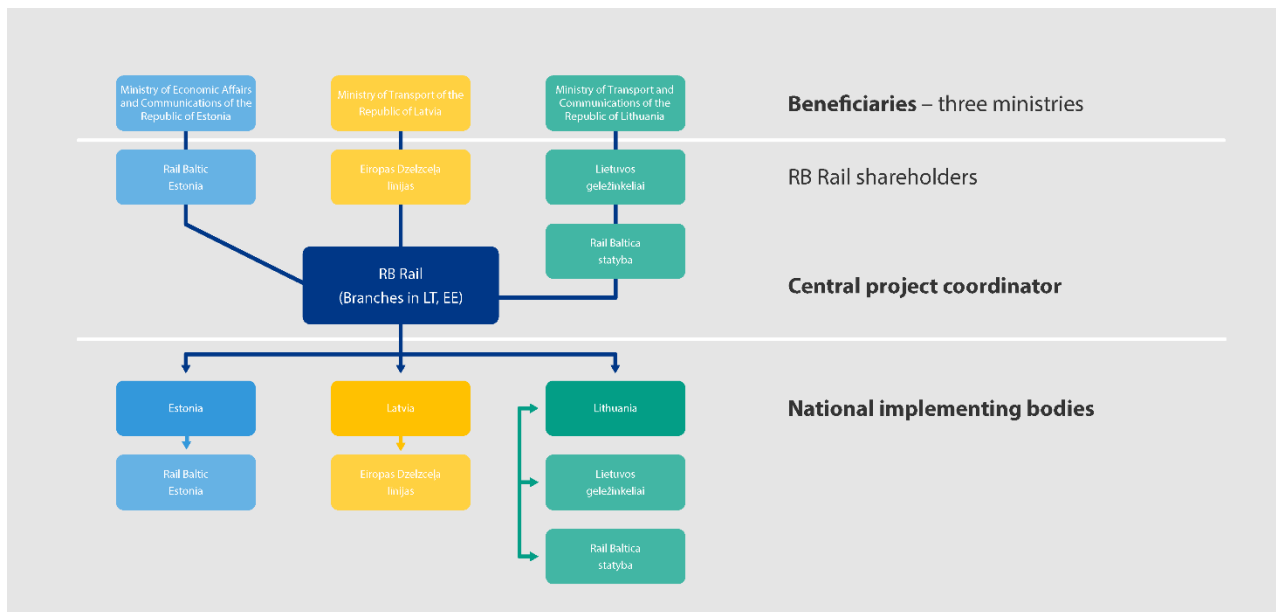 Ministry of Economic Affairs
and Communications of the
Republic of Estonia
Ministry of Transport of the
Republic of Latvia
Ministry of Transport and
Communications of the
Republic of Lithuania
Beneficiaries – three ministries
Rail Baltic
Estonia
Eiropas Dzelzceļa
līnijas
Lietuvos
geležinkeliai
RB Rail shareholders
Rail Baltica
statyba
RB Rail
(Branches in LT, EE)
Central project coordinator
Estonia
Latvia
Lithuania
National implementing bodies
Rail Baltic
Estonia
Eiropas Dzelzceļa
līnijas
Lietuvos
geležinkeliai
Rail Baltica
statyba